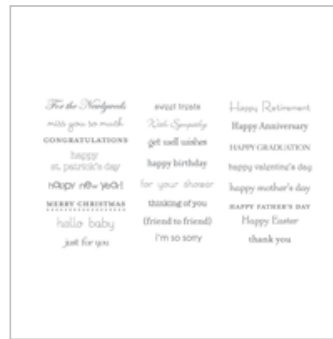 For the Newlyweds
miss you so much
CONGRATULATIONS
happy
st. patrick's day
happy new year!
MERRY CHRISTMAS
hello baby
just for you
sweet treats
With Sympathy
get well wishes
happy birthday
for your shower
thinking of you
{friend to friend}
i'm so sorry
Happy Retirement
Happy Anniversary
HAPPY GRADUATION
happy valentine's day
happy mother's day
HAPPY FATHER'S DAY
Happy Easter
thank you